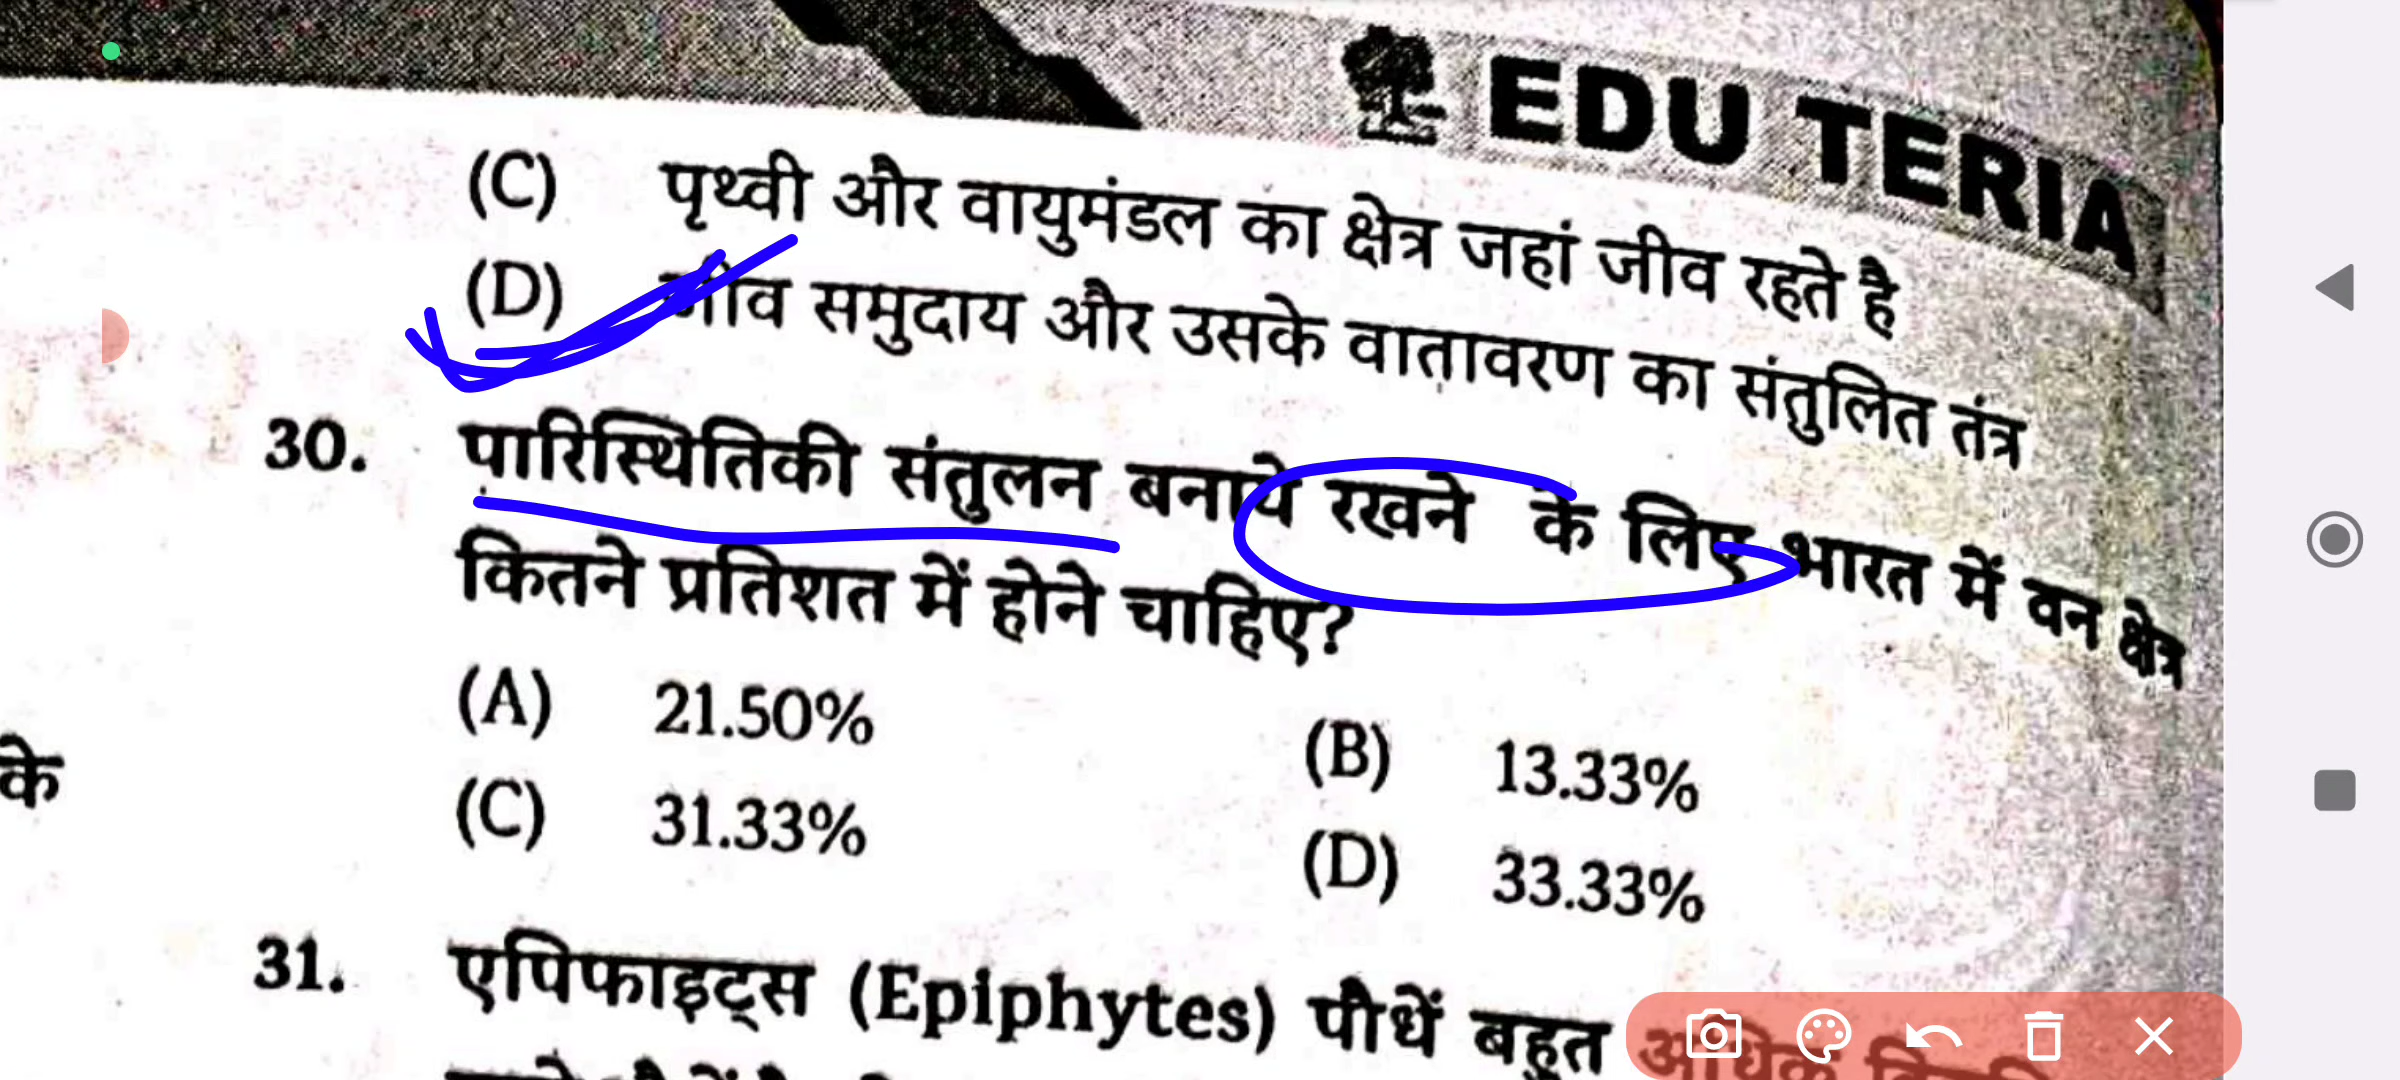 EDU TERIA
(C) पृथ्वी और वायुमंडल का क्षेत्र जहां जीव रहते है
(D) जीव समुदाय और उसके वातावरण का संतुलित तंत्र
30. पारिस्थितिकी संतुलन बनाये रखने के लिए भारत में वन क्षेत्र
कितने प्रतिशत में होने चाहिए?
(A) 21.50%
(B) 13.33%
(C) 31.33%
(D) 33.33%
के
31. एपिफाइट्स (Epiphytes) पौधें बहुत अधिक